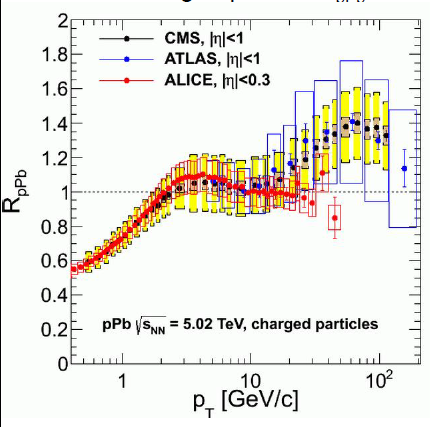 CMS, |η|<1
ATLAS, |η|<1
ALICE, |η|<0.3
2
1.8
1.6
1.4
1.2
1
0.8
0.6
0.4
0.2
0
R_pPb
pPb √s_NN = 5.02 TeV, charged particles
1 10 10²
p_T [GeV/c]